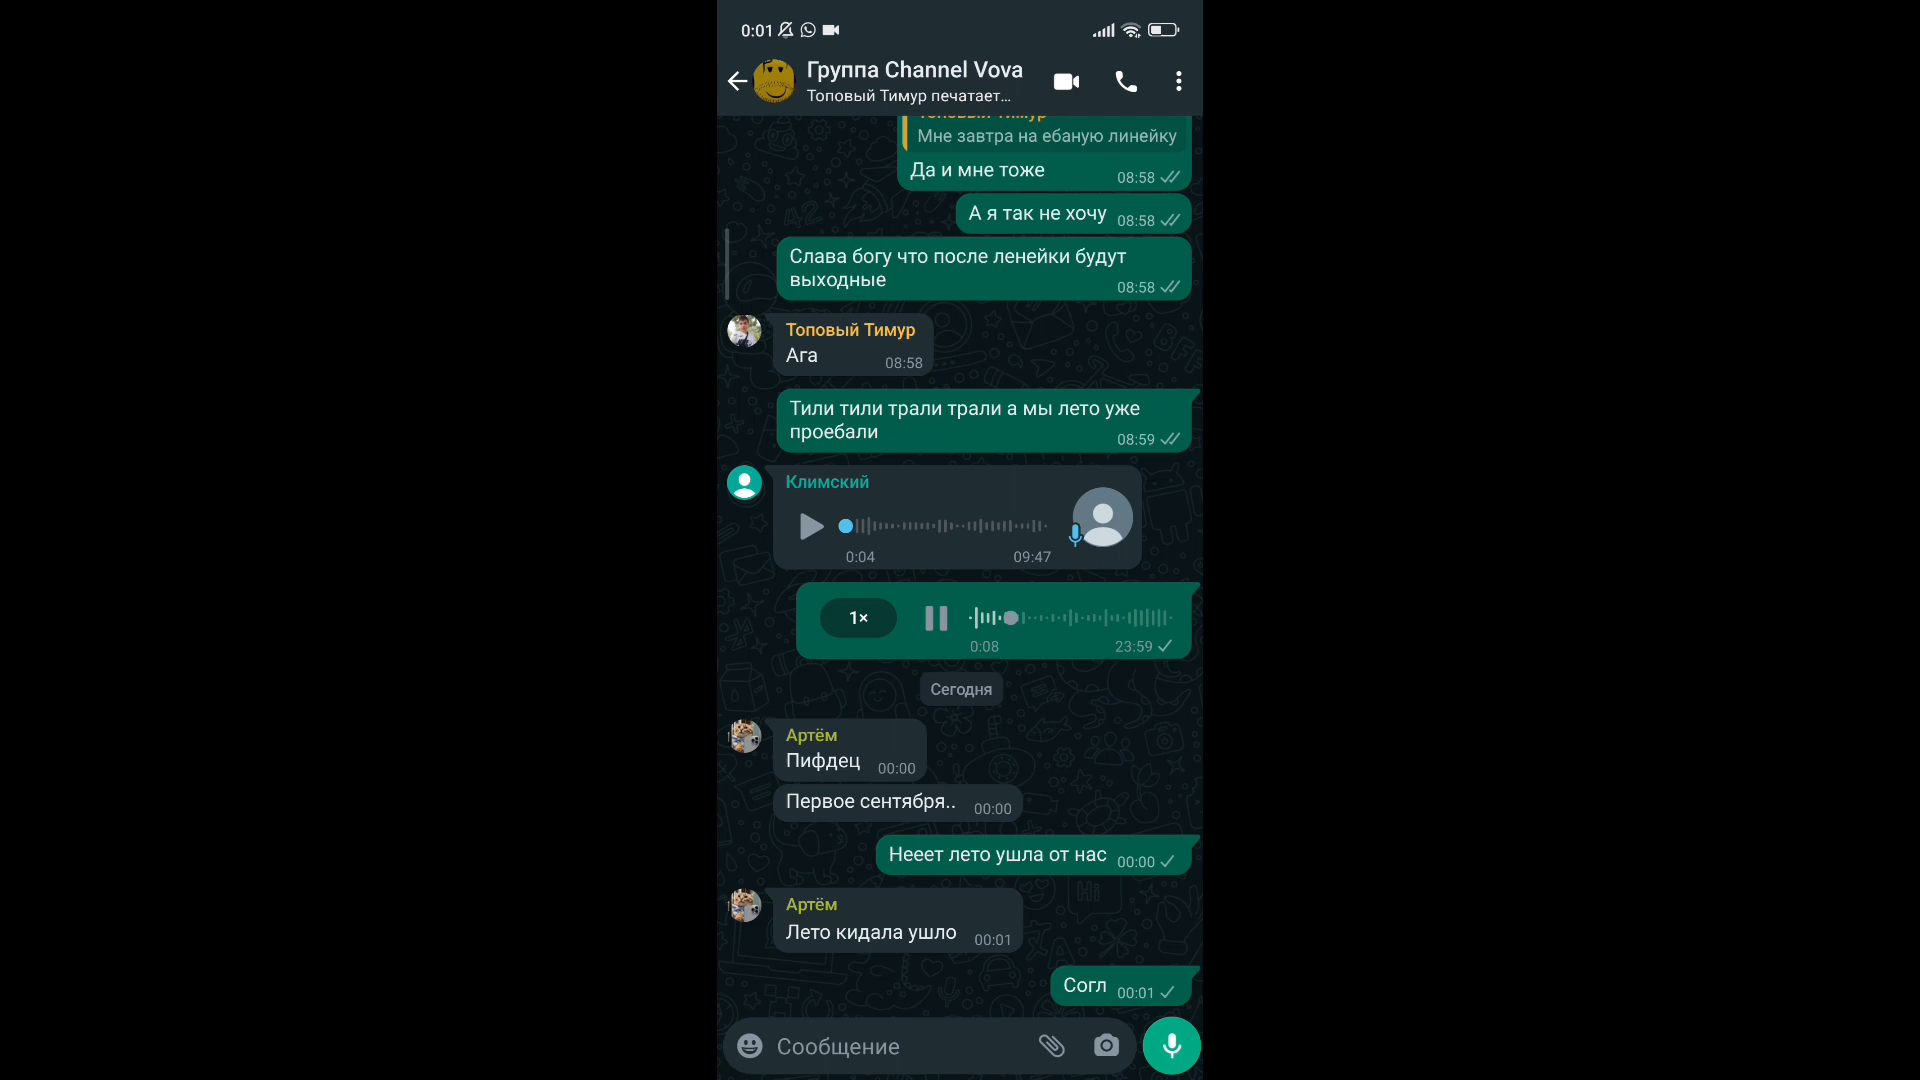 0:01
Группа Channel Vova
Топовый Тимур печатает...
Топовый Тимур
Мне завтра на ебаную линейку
Да и мне тоже
08:58
А я так не хочу
08:58
Слава богу что после ленейки будут
выходные
08:58
Топовый Тимур
Ага
08:58
Тили тили трали трали а мы лето уже
проебали
08:59
Климский
0:04
09:47
1×
0:08
23:59
Сегодня
Артём
Пифдец
00:00
Первое сентября..
00:00
Нееет лето ушла от нас
00:00
Артём
Лето кидала ушло
00:01
Согл
00:01
Сообщение